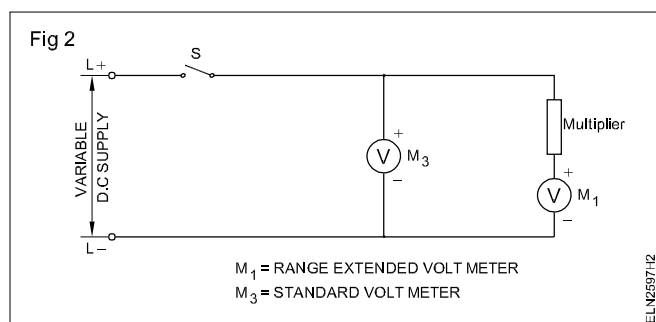 Fig 2
S
L+
VARIABLE
D.C SUPPLY
+
V
M3
–
Multiplier
+
V
M1
–
L–
M1 = RANGE EXTENDED VOLT METER
M3 = STANDARD VOLT METER
ELN2597H2